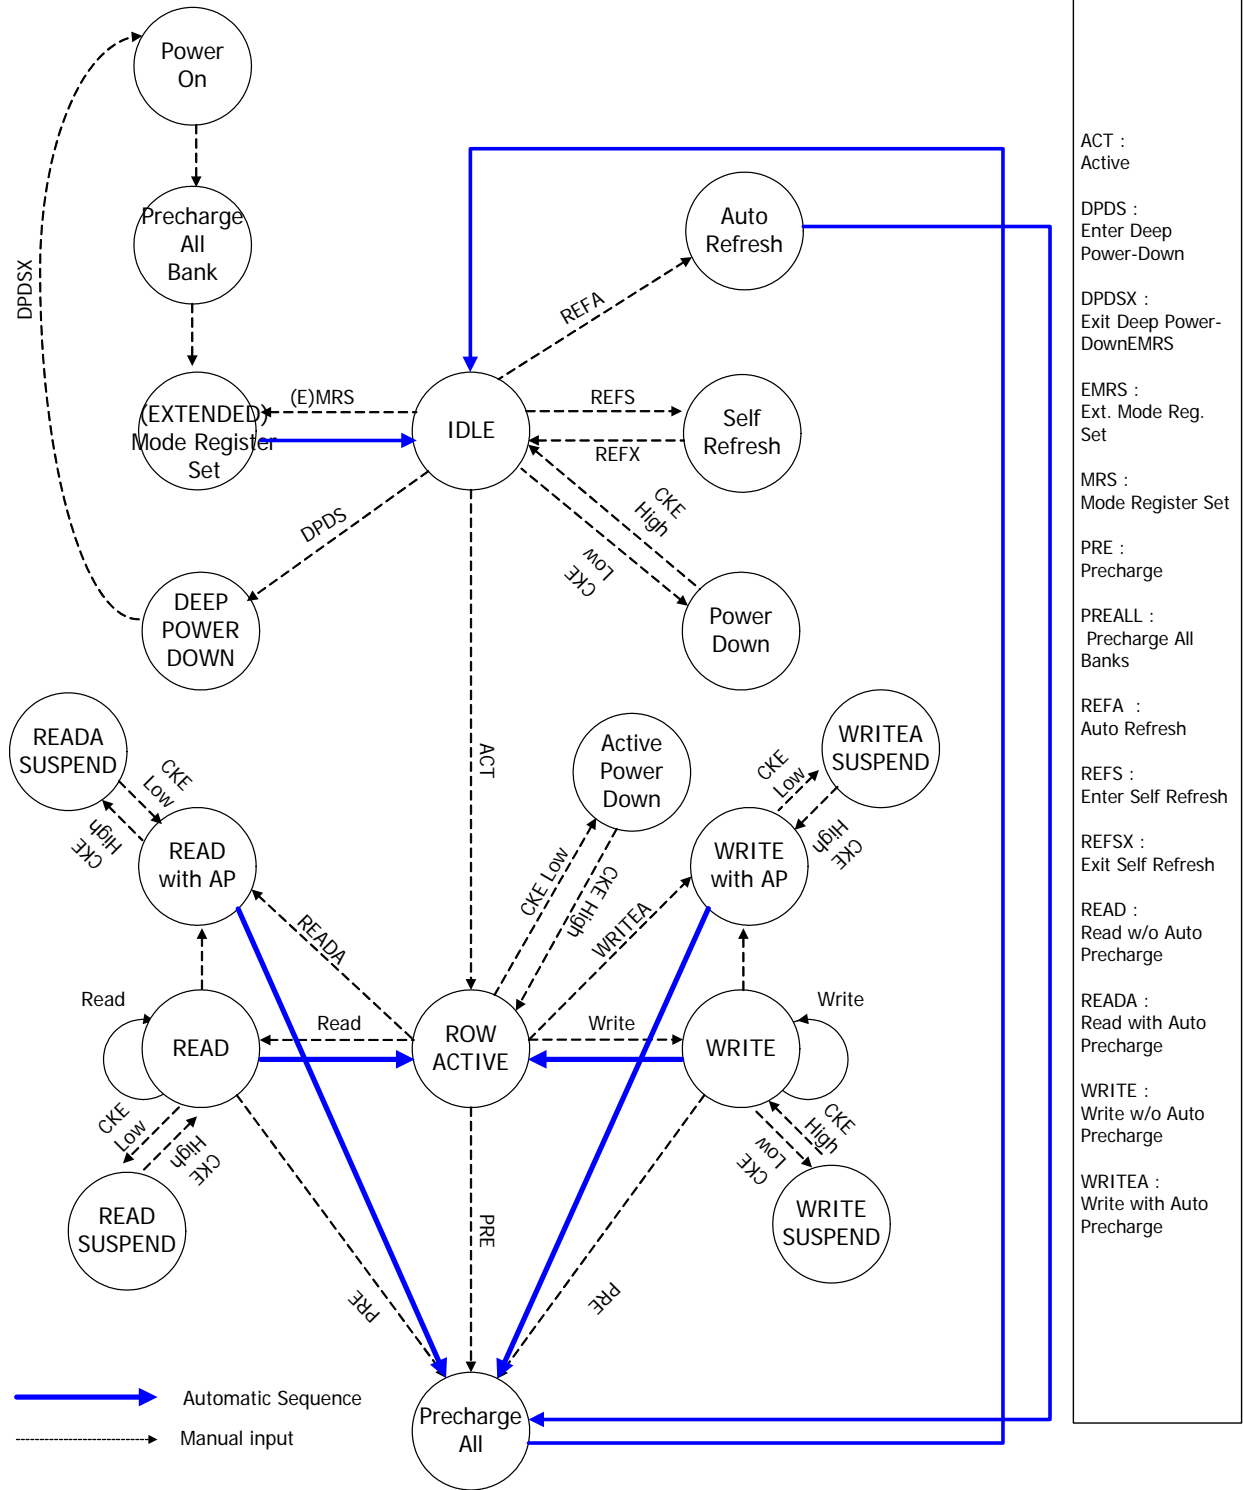 Power
On
Precharge
All
Bank
DPDSX
Auto
Refresh
REFA
(EXTENDED)
Mode Register
Set
(E)MRS
IDLE
REFS
REFX
Self
Refresh
DPDS
CKE
High
CKE
Low
DEEP
POWER
DOWN
Power
Down
READA
SUSPEND
CKE
Low
CKE
High
ACT
Active
Power
Down
WRITEA
SUSPEND
CKE
Low
CKE
High
READ
with AP
READA
CKE Low
CKE High
WRITEA
WRITE
with AP
Read
READ
Read
ROW
ACTIVE
Write
WRITE
Write
CKE
Low
CKE
High
READ
SUSPEND
CKE
High
CKE
Low
WRITE
SUSPEND
PRE
PRE
PRE
Precharge
All
Automatic Sequence
Manual input
ACT :
Active
DPDS :
Enter Deep
Power-Down
DPDSX :
Exit Deep Power-
DownEMRS
EMRS :
Ext. Mode Reg.
Set
MRS :
Mode Register Set
PRE :
Precharge
PREALL :
Precharge All
Banks
REFA :
Auto Refresh
REFS :
Enter Self Refresh
REFSX :
Exit Self Refresh
READ :
Read w/o Auto
Precharge
READA :
Read with Auto
Precharge
WRITE :
Write w/o Auto
Precharge
WRITEA :
Write with Auto
Precharge